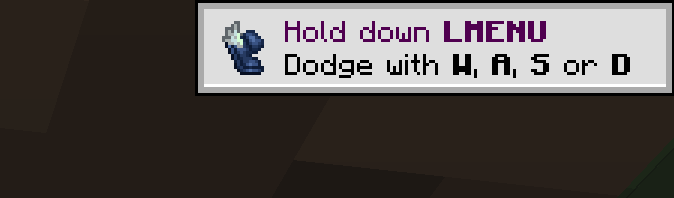 Hold down LMENU
Dodge with W, A, S or D